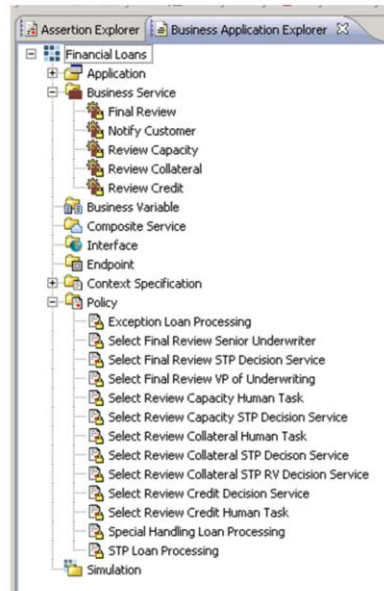 Assertion Explorer
Business Application Explorer
Financial Loans
Application
Business Service
Final Review
Notify Customer
Review Capacity
Review Collateral
Review Credit
Business Variable
Composite Service
Interface
Endpoint
Context Specification
Policy
Exception Loan Processing
Select Final Review Senior Underwriter
Select Final Review STP Decision Service
Select Final Review VP of Underwriting
Select Review Capacity Human Task
Select Review Capacity STP Decision Service
Select Review Collateral Human Task
Select Review Collateral STP Decison Service
Select Review Collateral STP RV Decision Service
Select Review Credit Decision Service
Select Review Credit Human Task
Special Handling Loan Processing
STP Loan Processing
Simulation